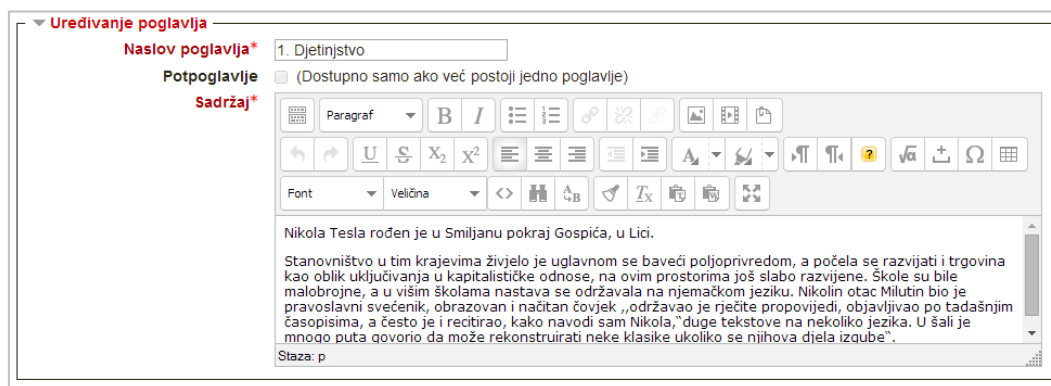 Uređivanje poglavlja
Naslov poglavlja* 1. Djetinjstvo
Potpoglavlje (Dostupno samo ako već postoji jedno poglavlje)
Sadržaj*
Paragraf B I
U S X₂ X² A ? √α Ω
Font Veličina <> A B Tx T W
Nikola Tesla rođen je u Smiljanu pokraj Gospića, u Lici.
Stanovništvo u tim krajevima živjelo je uglavnom se baveći poljoprivredom, a počela se razvijati i trgovina
kao oblik uključivanja u kapitalističke odnose, na ovim prostorima još slabo razvijene. Škole su bile
malobrojne, a u višim školama nastava se održavala na njemačkom jeziku. Nikolin otac Milutin bio je
pravoslavni svećenik, obrazovan i načitan čovjek ,,održavao je rječite propovijedi, objavljivao po tadašnjim
časopisima, a često je i recitirao, kako navodi sam Nikola,‟duge tekstove na nekoliko jezika. U šali je
mnogo puta govorio da može rekonstruirati neke klasike ukoliko se njihova djela izgube‟.
Staza: p